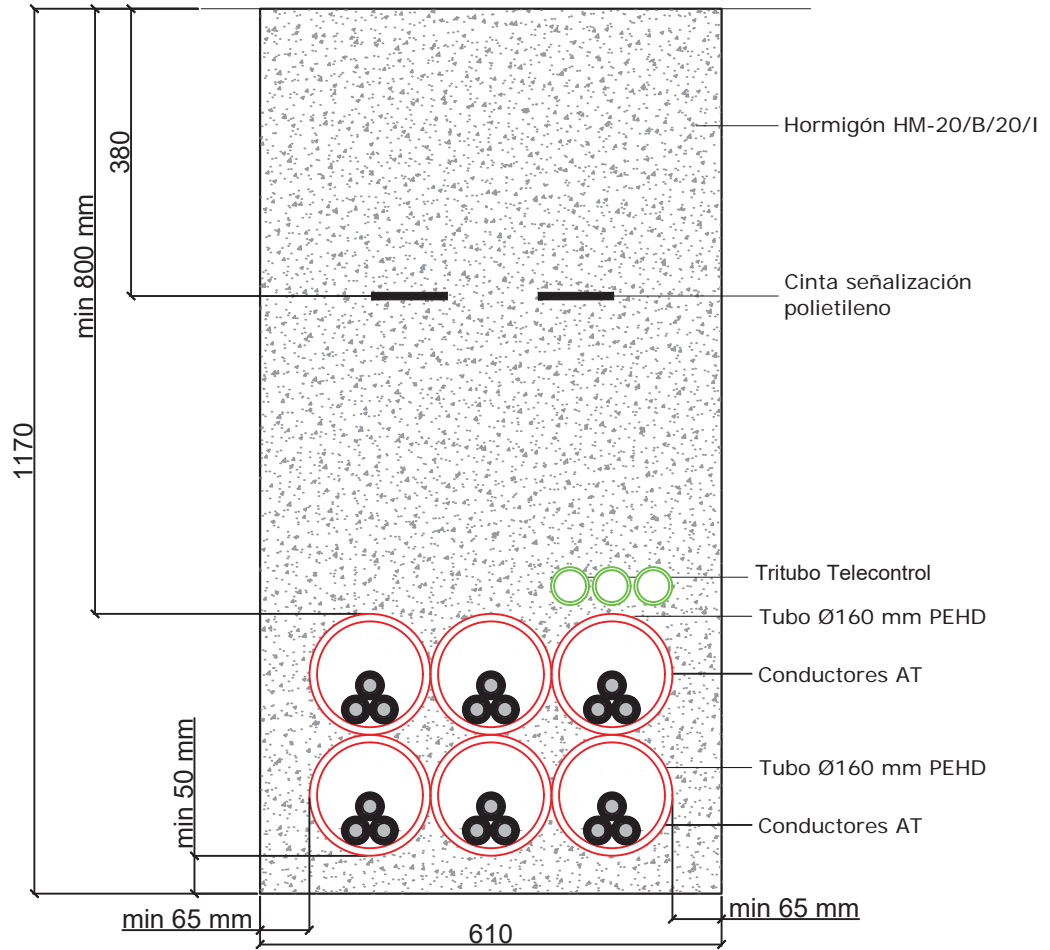 Hormigón HM-20/B/20/I
380
min 800 mm
Cinta señalización
polietileno
1170
Tritubo Telecontrol
Tubo Ø160 mm PEHD
Conductores AT
Tubo Ø160 mm PEHD
min 50 mm
Conductores AT
min 65 mm
610
min 65 mm